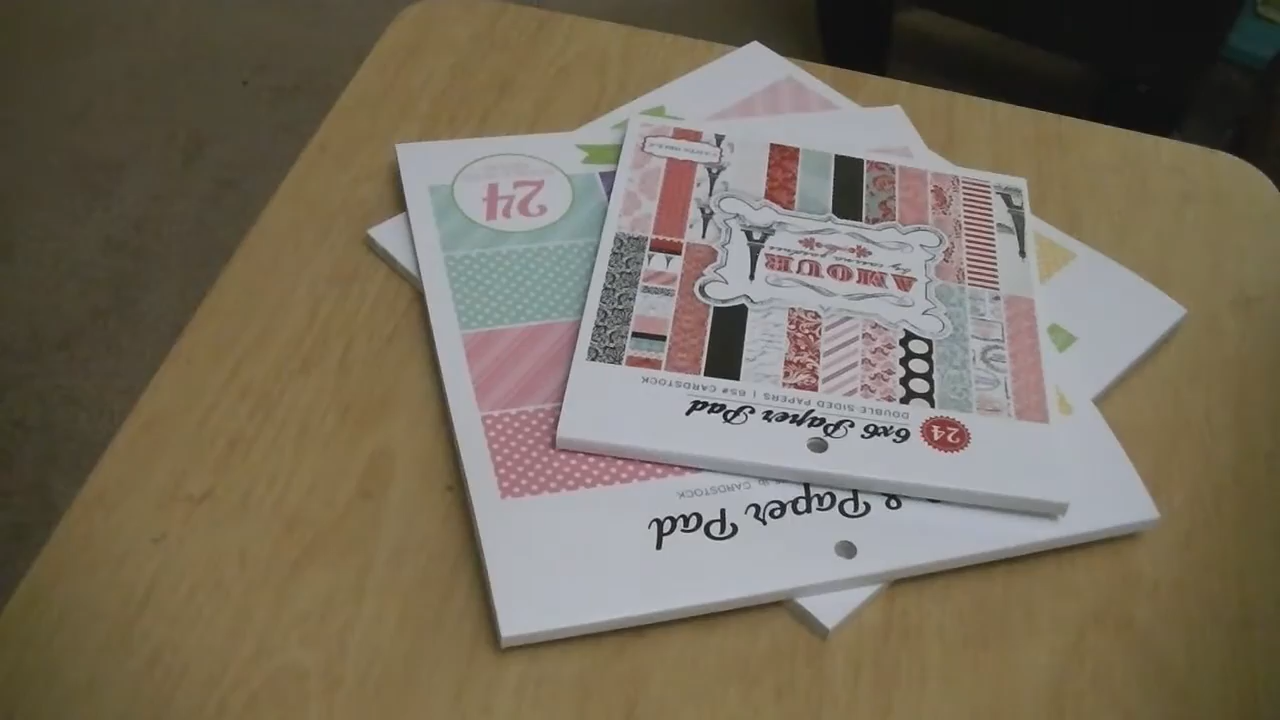 24
6x6 Paper Pad
DOUBLE-SIDED PAPERS | 65# CARDSTOCK
AMOUR
24
& Paper Pad
CARDSTOCK